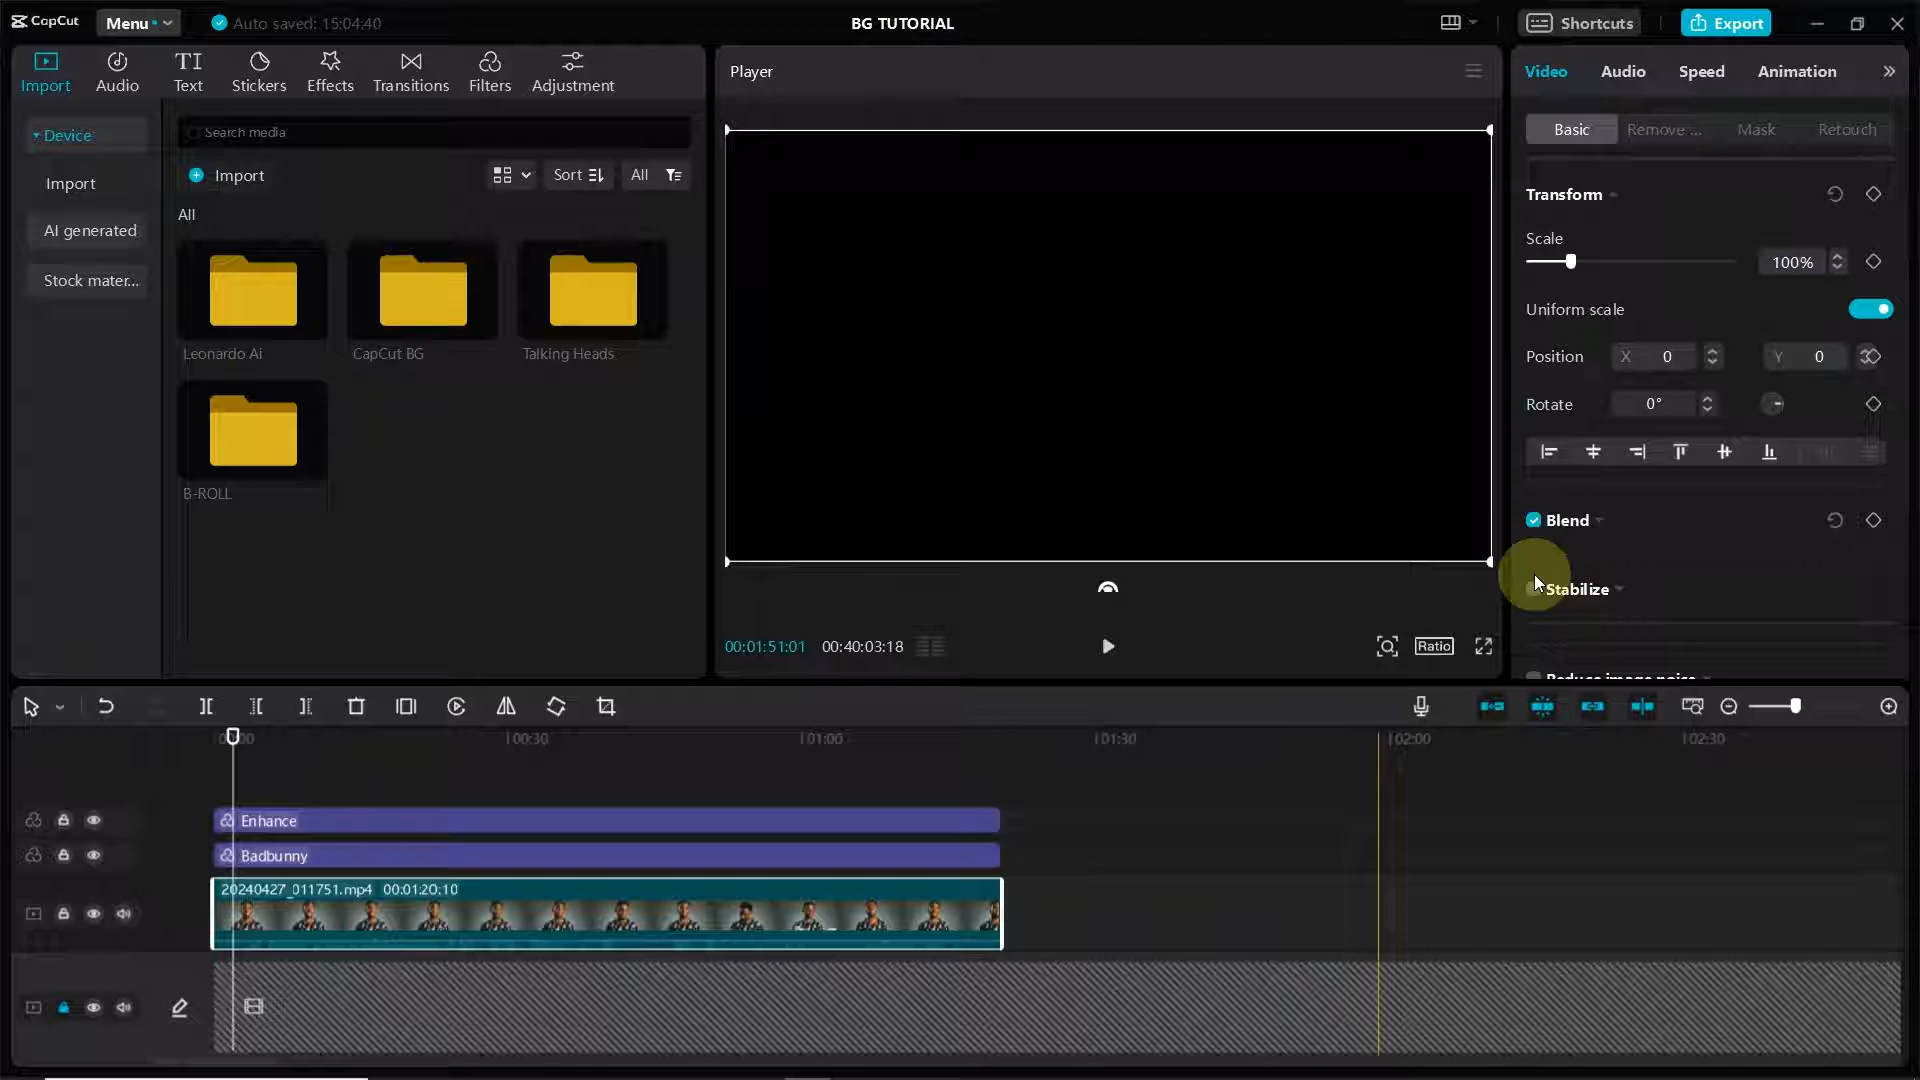 CapCut
Menu
Auto saved: 15:04:40
BG TUTORIAL
Shortcuts
Export
Import
Audio
TI
Text
Stickers
Effects
Transitions
Filters
Adjustment
Device
Import
AI generated
Stock mater...
Search media
Import
Sort
All
All
Leonardo Ai
CapCut BG
Talking Heads
B-ROLL
Player
00:01:51:01 00:40:03:18
Ratio
Video
Audio
Speed
Animation
Basic
Remove ...
Mask
Retouch
Transform
Scale
100%
Uniform scale
Position X 0 Y 0
Rotate 0°
Blend
Stabilize
Reduce image noise
00:00
00:30
01:00
01:30
02:00
02:30
Enhance
Badbunny
20240427_011751.mp4 00:01:20:10